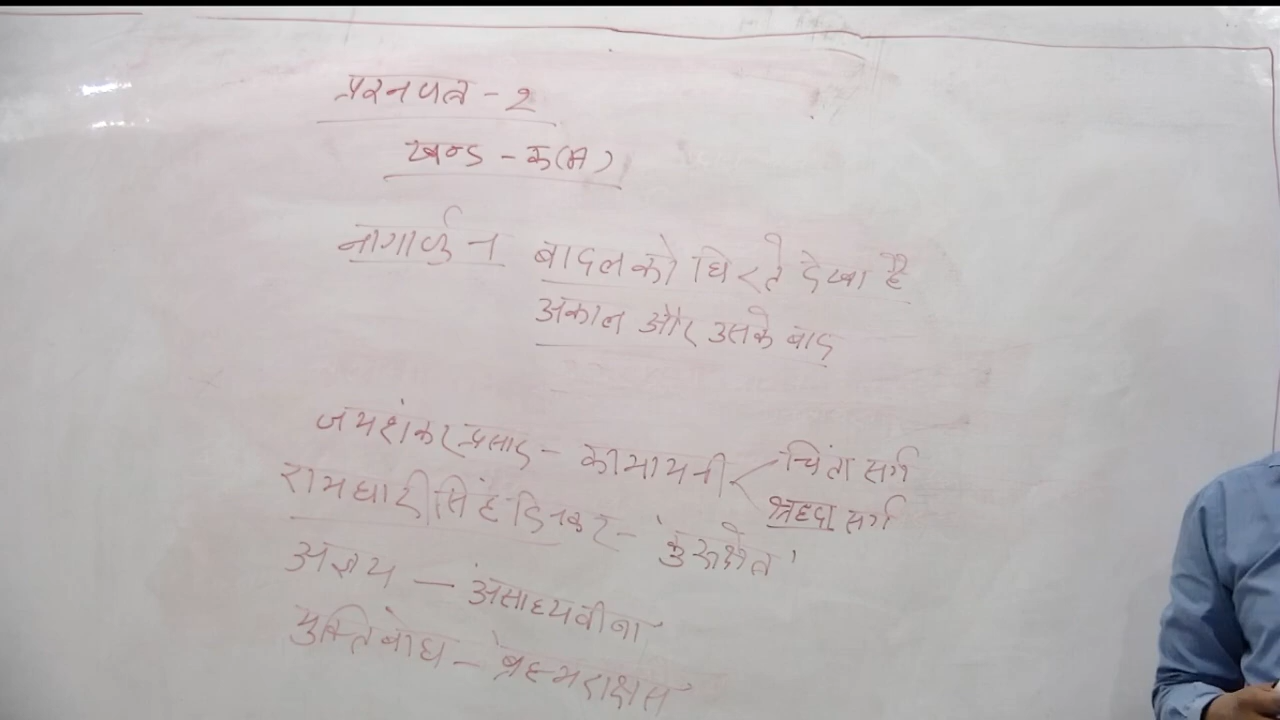 प्रश्नपत्र - २
खण्ड - क(A)
नागार्जुन बादल को घिरते देखा है
अकाल और उसके बाद
जयशंकर प्रसाद - कामायनी < चिंता सर्ग
श्रद्धा सर्ग
रामधारी सिंह दिनकर - 'कुरुक्षेत्र'
अज्ञेय - असाध्यवीणा
मुक्तिबोध - ब्रह्मराक्षस